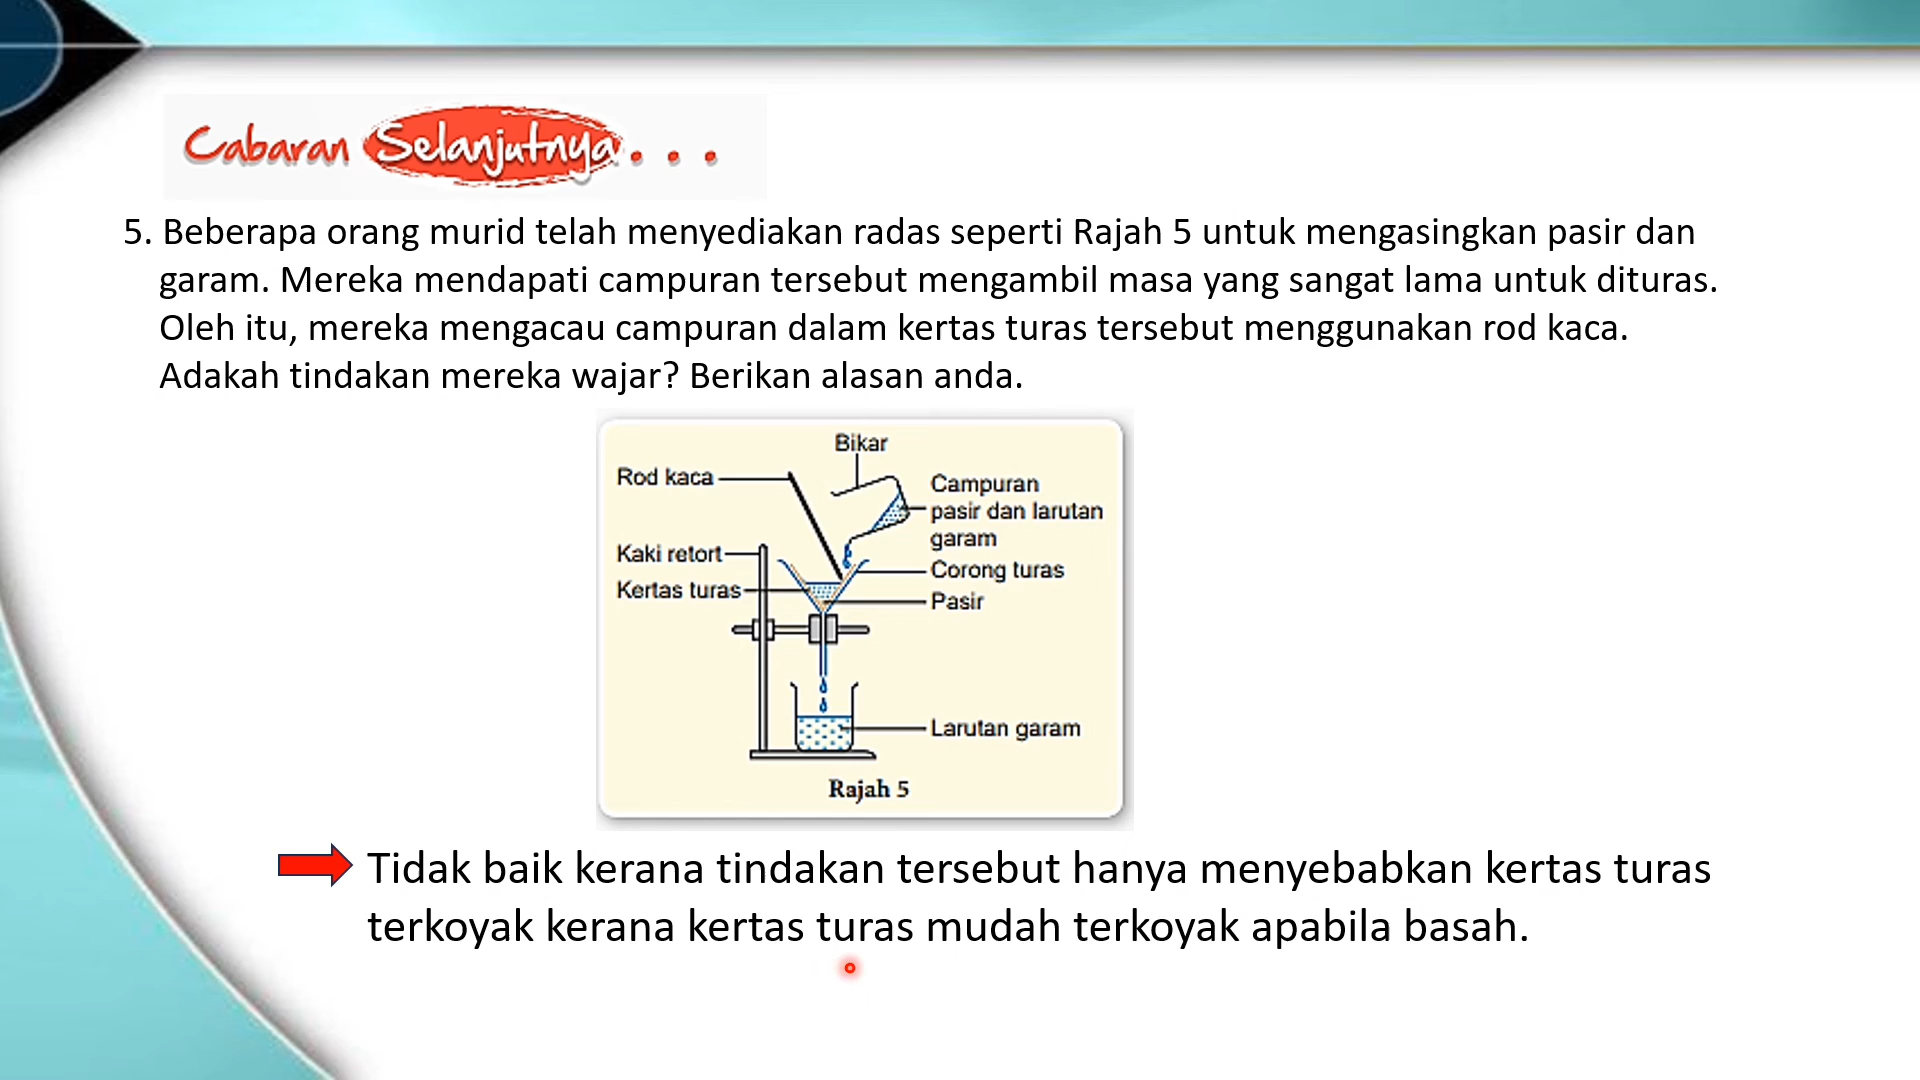 Cabaran Selanjutnya...
5. Beberapa orang murid telah menyediakan radas seperti Rajah 5 untuk mengasingkan pasir dan
garam. Mereka mendapati campuran tersebut mengambil masa yang sangat lama untuk dituras.
Oleh itu, mereka mengacau campuran dalam kertas turas tersebut menggunakan rod kaca.
Adakah tindakan mereka wajar? Berikan alasan anda.
Bikar
Rod kaca
Campuran
pasir dan larutan
garam
Kaki retort
Corong turas
Kertas turas
Pasir
Larutan garam
Rajah 5
Tidak baik kerana tindakan tersebut hanya menyebabkan kertas turas
terkoyak kerana kertas turas mudah terkoyak apabila basah.